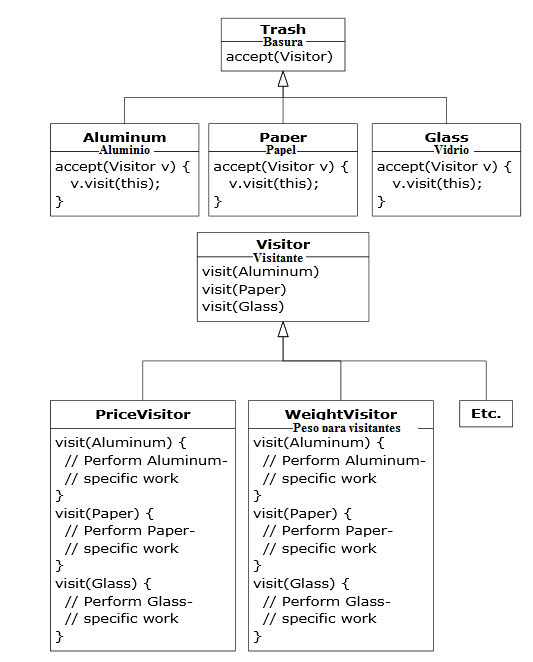 Trash
Basura
accept(Visitor)
Aluminum
Aluminio
accept(Visitor v) {
v.visit(this);
}
Paper
Papel
accept(Visitor v) {
v.visit(this);
}
Glass
Vidrio
accept(Visitor v) {
v.visit(this);
}
Visitor
Visitante
visit(Aluminum)
visit(Paper)
visit(Glass)
PriceVisitor
visit(Aluminum) {
// Perform Aluminum-
// specific work
}
visit(Paper) {
// Perform Paper-
// specific work
}
visit(Glass) {
// Perform Glass-
// specific work
}
WeightVisitor
Peso para visitantes
visit(Aluminum) {
// Perform Aluminum-
// specific work
}
visit(Paper) {
// Perform Paper-
// specific work
}
visit(Glass) {
// Perform Glass-
// specific work
}
Etc.